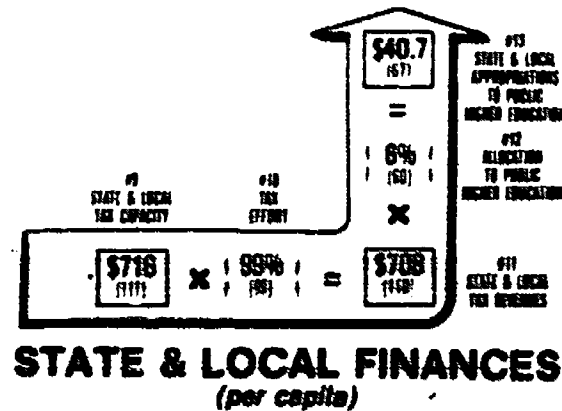 $40.7
(67)
#13
STATE & LOCAL
APPROPRIATIONS
TO PUBLIC
HIGHER EDUCATION
=
6%
(60)
#12
ALLOCATION
TO PUBLIC
HIGHER EDUCATION
×
#9
STATE & LOCAL
TAX CAPACITY
#10
TAX
EFFORT
$716
(111)
×
99%
=
$708
#11
STATE & LOCAL
TAX REVENUES
STATE & LOCAL FINANCES
(per capita)